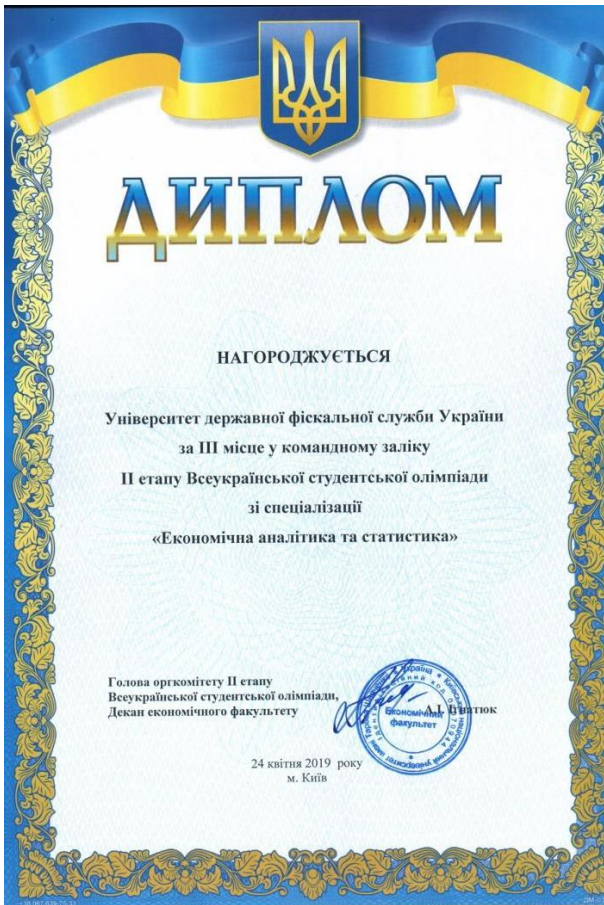 ДИПЛОМ
НАГОРОДЖУЄТЬСЯ
Університет державної фіскальної служби України
за III місце у командному заліку
II етапу Всеукраїнської студентської олімпіади
зі спеціалізації
«Економічна аналітика та статистика»
Голова оргкомітету II етапу
Всеукраїнської студентської олімпіади,
Декан економічного факультету
А.І. Ігнатюк
Економічний
факультет
24 квітня 2019 року
м. Київ